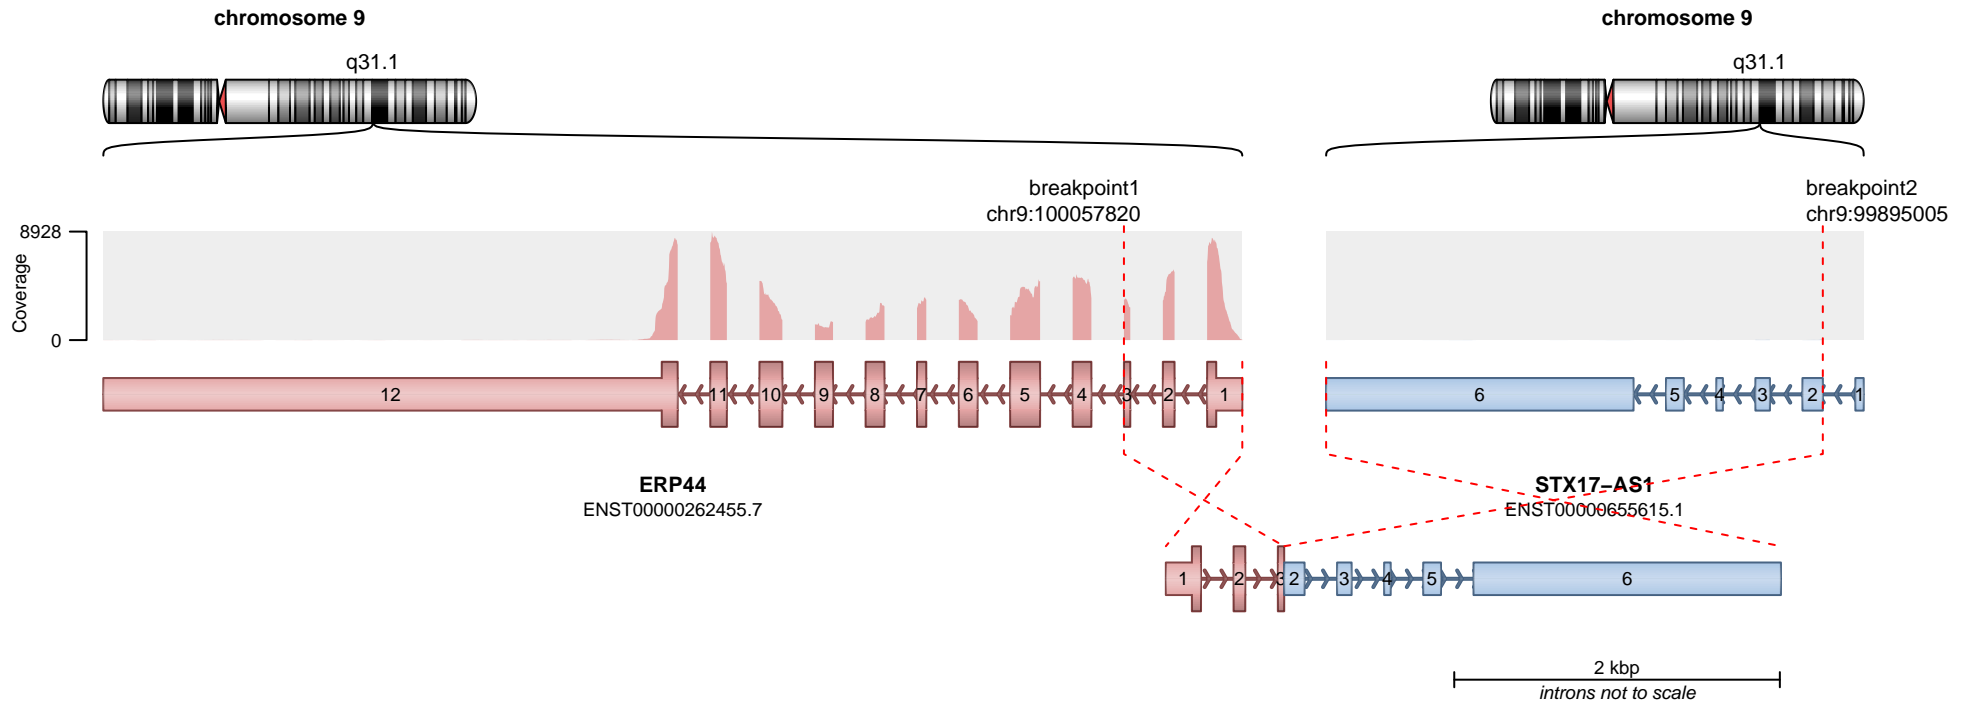 chromosome 9
chromosome 9
q31.1
q31.1
breakpoint1
chr9:100057820
breakpoint2
chr9:99895005
8928
Coverage
0
12
11
10
9
8
7
6
5
4
3
2
1
6
5
4
3
2
1
ERP44
ENST00000262455.7
STX17–AS1
ENST00000655615.1
1
2
3
2
3
4
5
6
2 kbp
introns not to scale